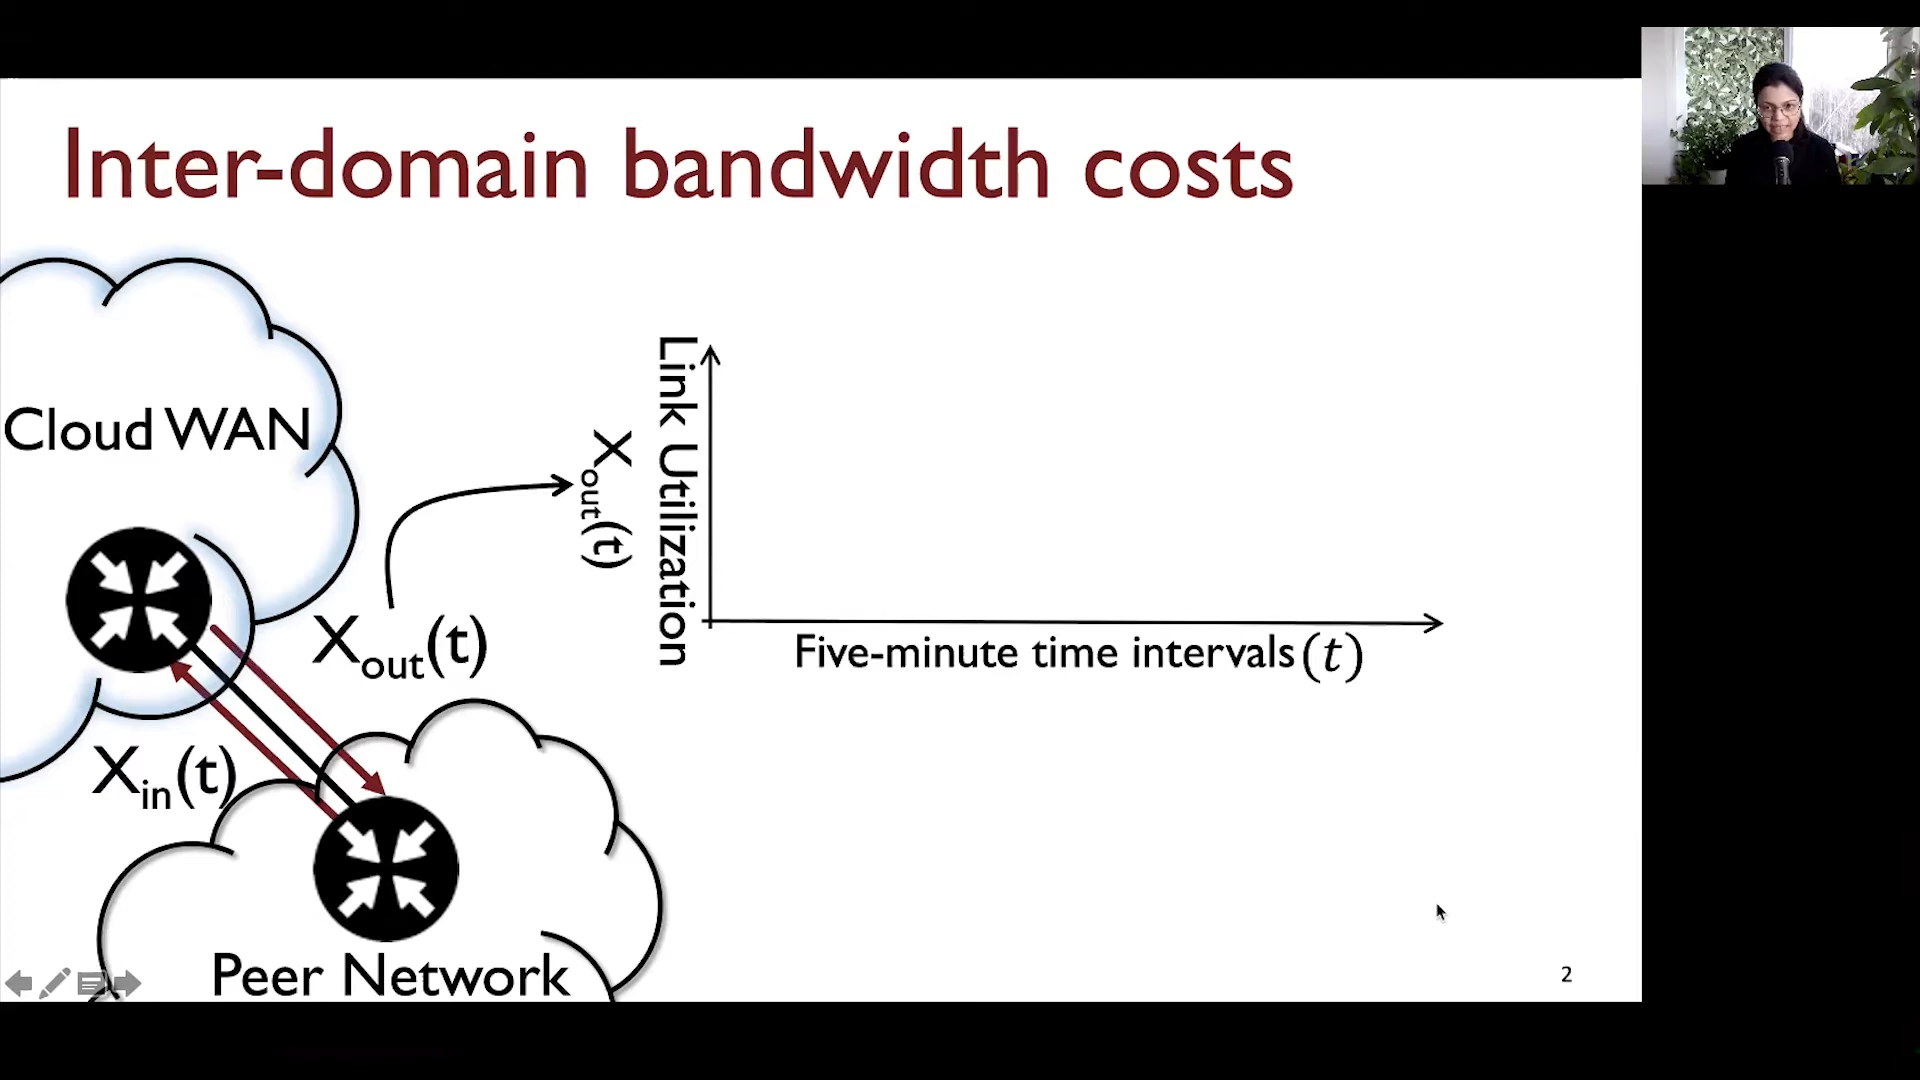 Inter-domain bandwidth costs
Cloud WAN
Link Utilization
Xout(t)
Xout(t)
Five-minute time intervals (t)
Xin(t)
Peer Network
2